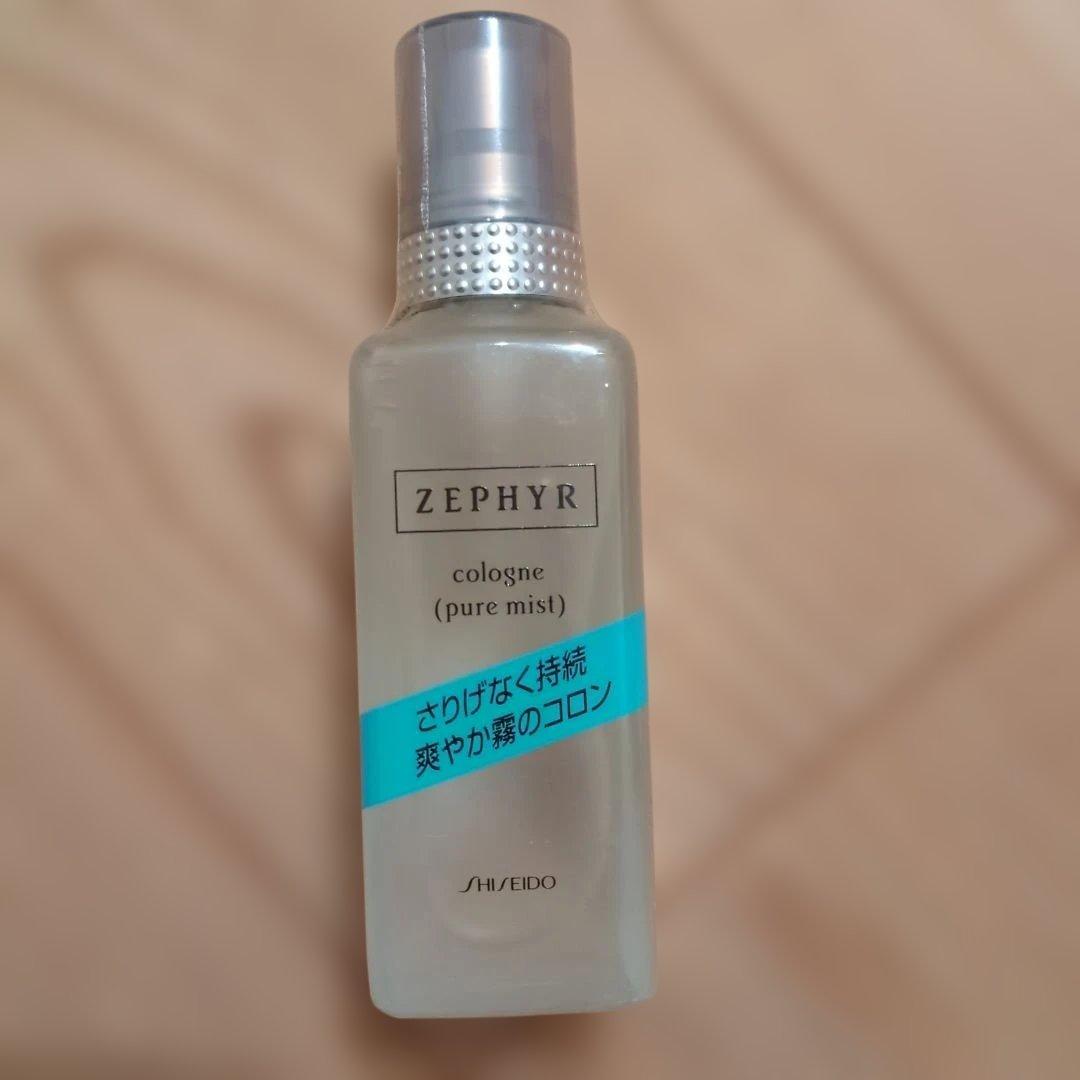 ZEPHYR
cologne
(pure mist)
さりげなく持続
爽やか霧のコロン
SHISEIDO